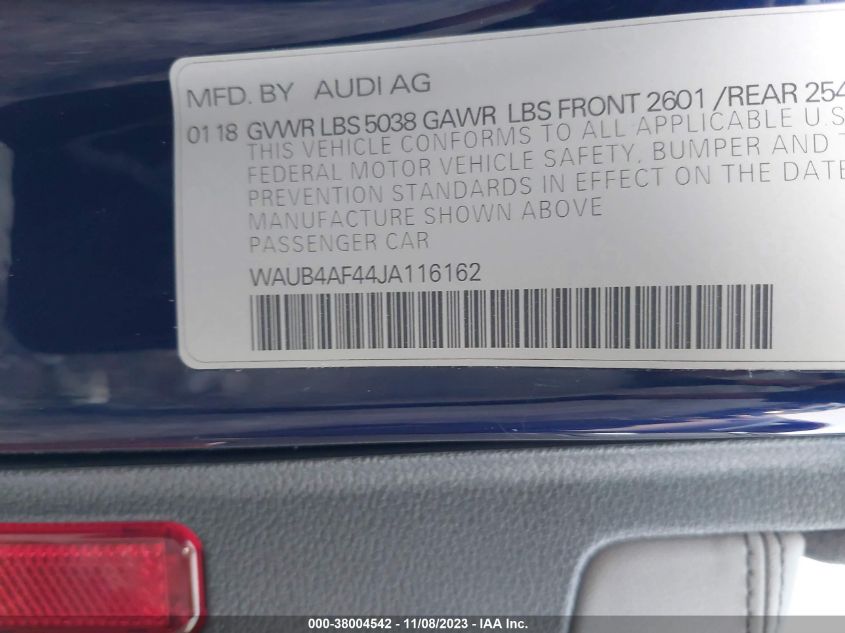 MFD. BY AUDI AG
01 18 GVWR LBS 5038 GAWR LBS FRONT 2601 /REAR 254
THIS VEHICLE CONFORMS TO ALL APPLICABLE U.S
FEDERAL MOTOR VEHICLE SAFETY, BUMPER AND T
PREVENTION STANDARDS IN EFFECT ON THE DATE
MANUFACTURE SHOWN ABOVE
PASSENGER CAR
WAUB4AF44JA116162
000-38004542 - 11/08/2023 - IAA Inc.